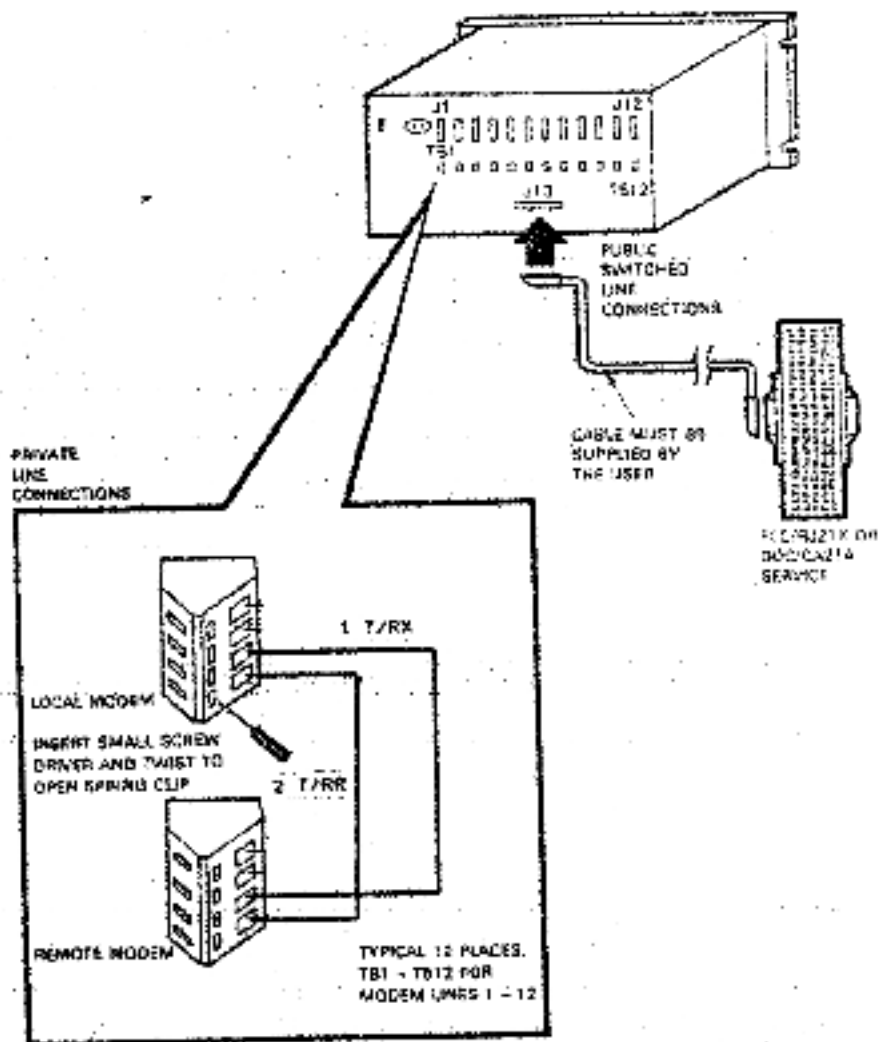 J1
J12
TB1
J13
TB12
PUBLIC
SWITCHED
LINE
CONNECTIONS
CABLE MUST BE
SUPPLIED BY
THE USER
SERVICE
PRIVATE
LINE
CONNECTIONS
1 T/RX
LOCAL MODEM
INSERT SMALL SCREW
DRIVER AND TWIST TO
OPEN SPRING CLIP
2 T/RR
REMOTE MODEM
TYPICAL 12 PLACES,
TB1 - TB12 FOR
MODEM LINES 1 - 12